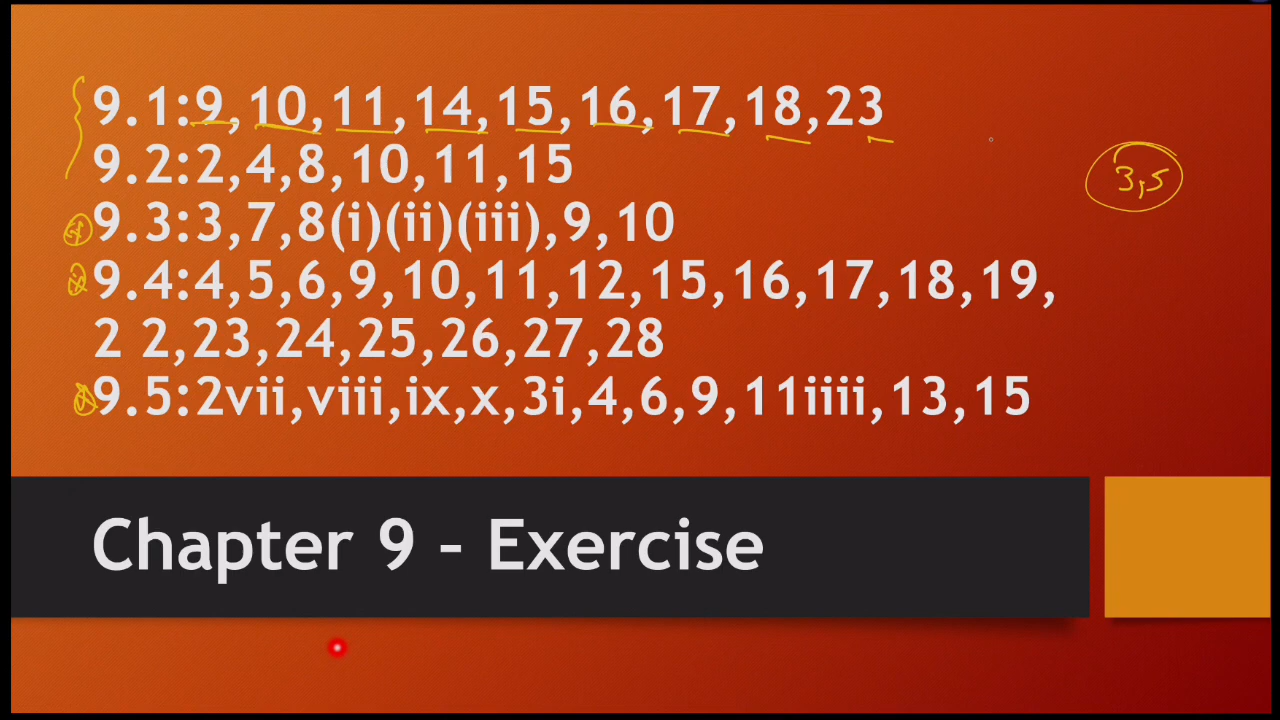 9.1:9,10,11,14,15,16,17,18,23
9.2:2,4,8,10,11,15
3,5
9.3:3,7,8(i)(ii)(iii),9,10
9.4:4,5,6,9,10,11,12,15,16,17,18,19,
2 2,23,24,25,26,27,28
9.5:2vii,viii,ix,x,3i,4,6,9,11iiii,13,15
Chapter 9 - Exercise